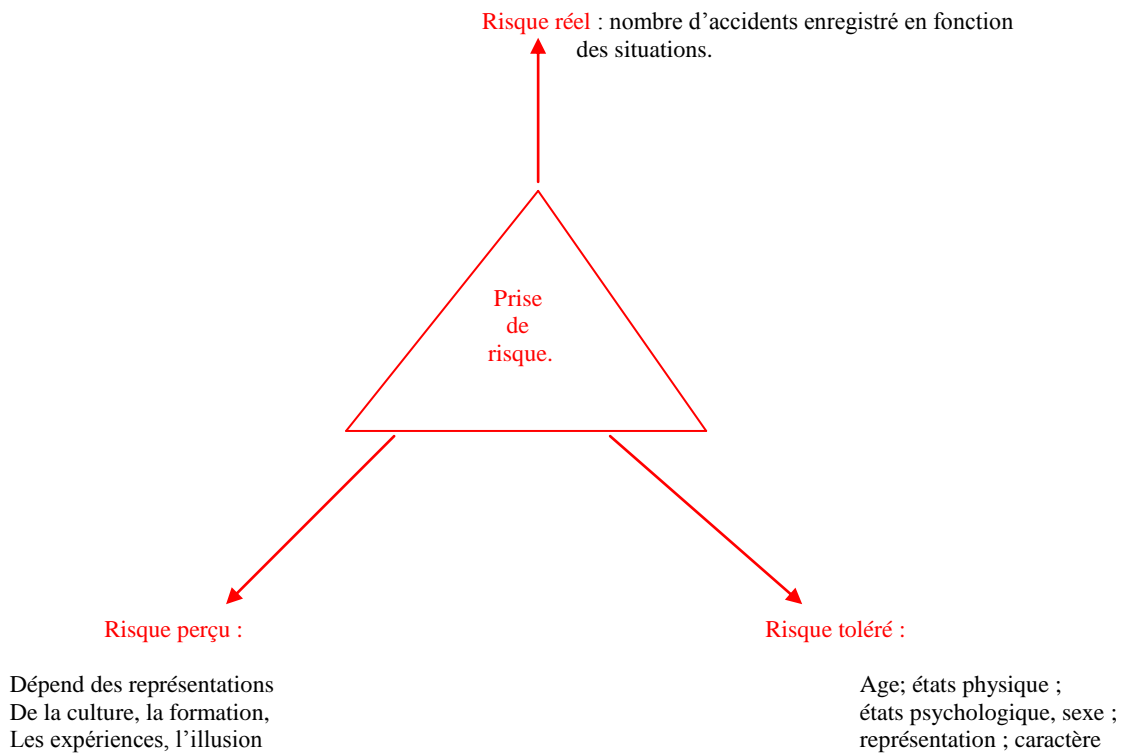 Risque réel : nombre d’accidents enregistré en fonction
des situations.
Prise
de
risque.
Risque perçu :
Dépend des représentations
De la culture, la formation,
Les expériences, l’illusion
Risque toléré :
Age; états physique ;
états psychologique, sexe ;
représentation ; caractère